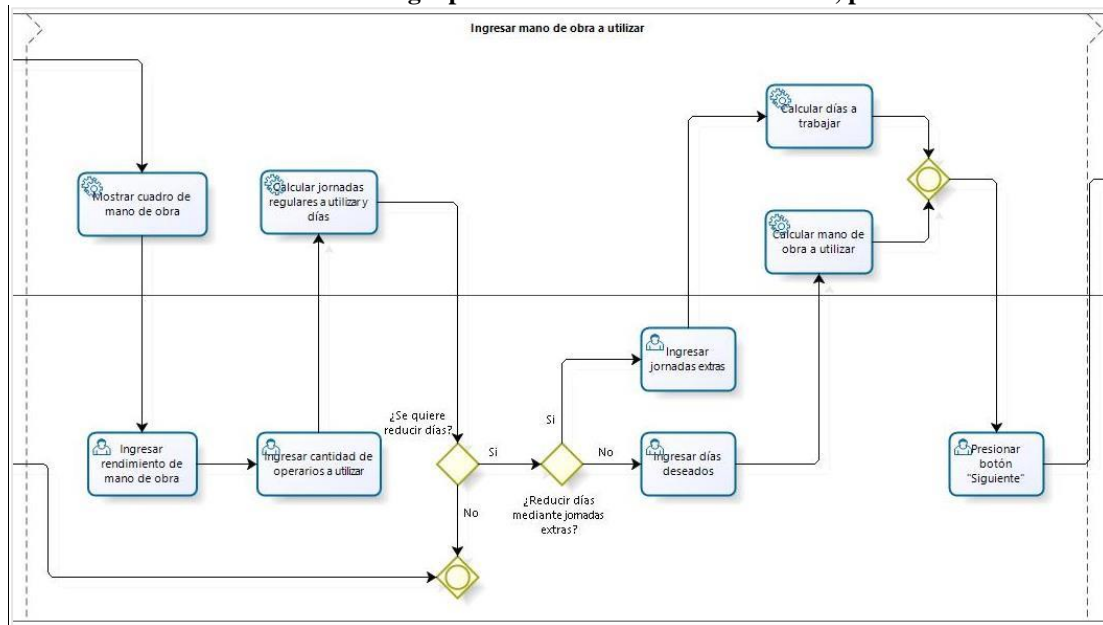 Ingresar mano de obra a utilizar
Mostrar cuadro de
mano de obra
Calcular jornadas
regulares a utilizar y
días
Calcular días a
trabajar
Calcular mano de
obra a utilizar
Ingresar
rendimiento de
mano de obra
Ingresar cantidad de
operarios a utilizar
¿Se quiere
reducir días?
Si
No
¿Reducir días
mediante jornadas
extras?
Si
No
Ingresar
jornadas extras
Ingresar días
deseados
Presionar
botón
"Siguiente"